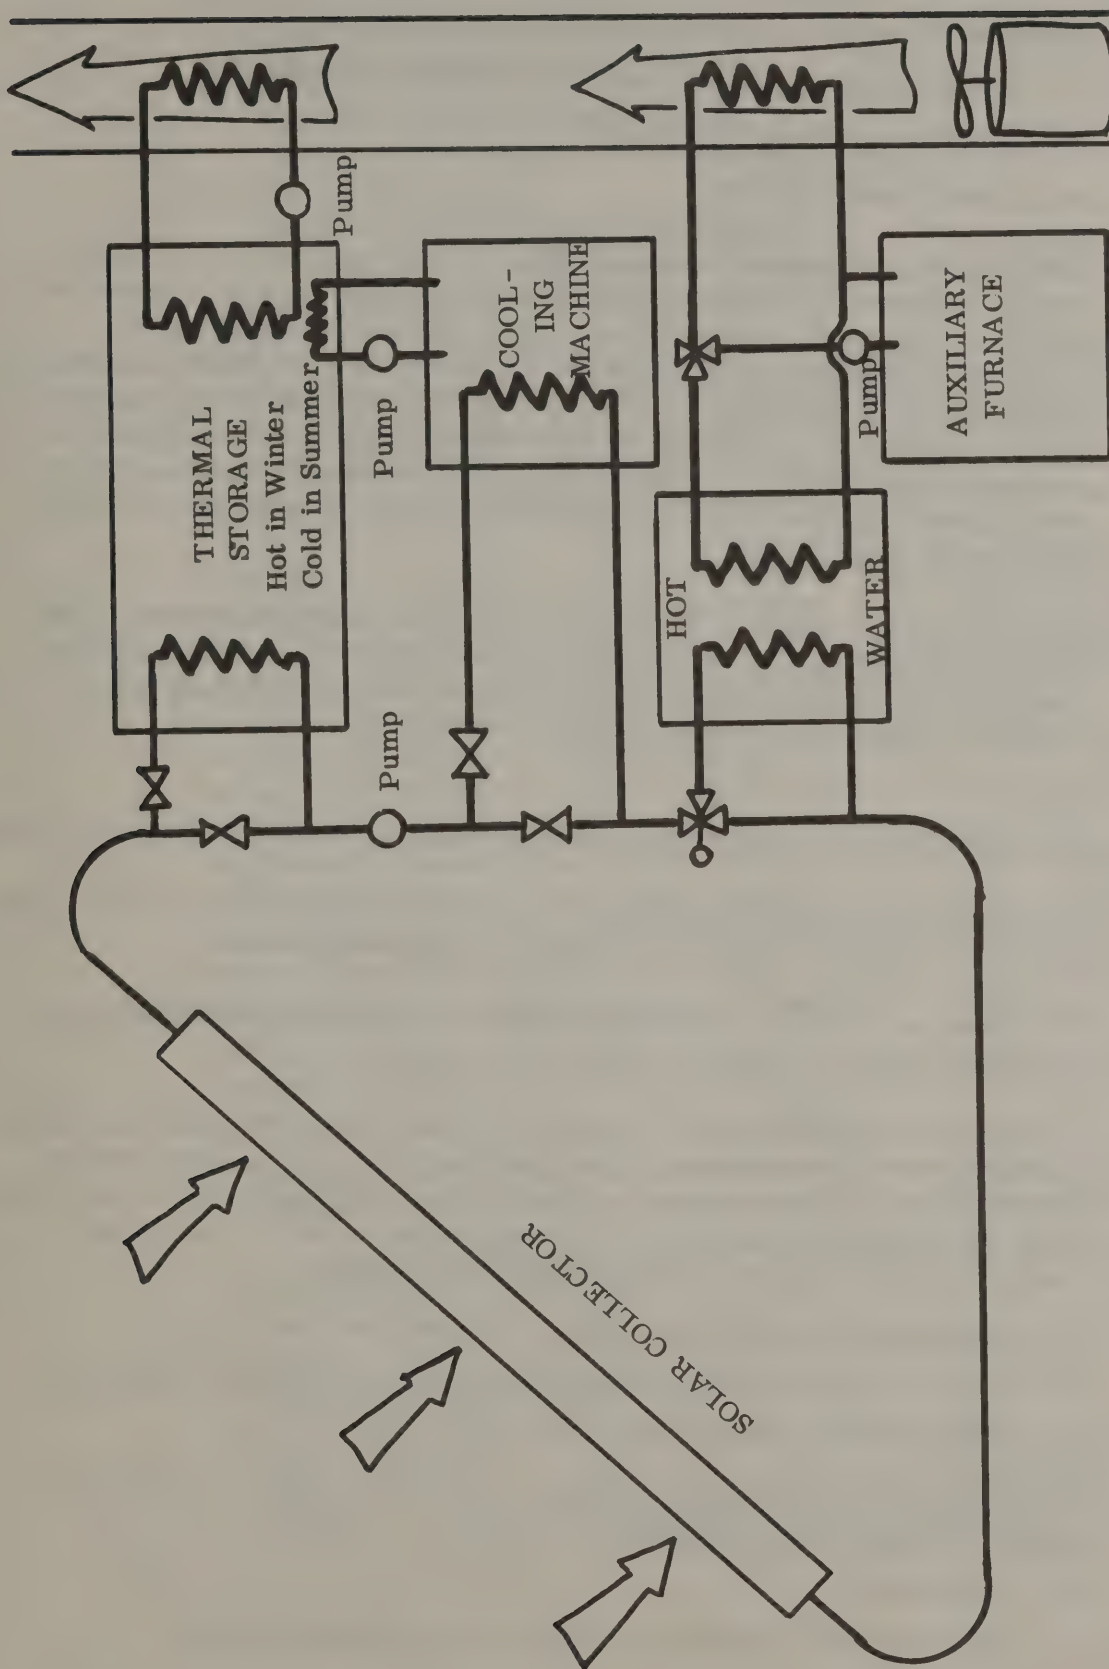 Pump
THERMAL
STORAGE
Hot in Winter
Cold in Summer
Pump
COOL-
ING
MACHINE
Pump
AUXILIARY
FURNACE
HOT
WATER
Pump
SOLAR COLLECTOR